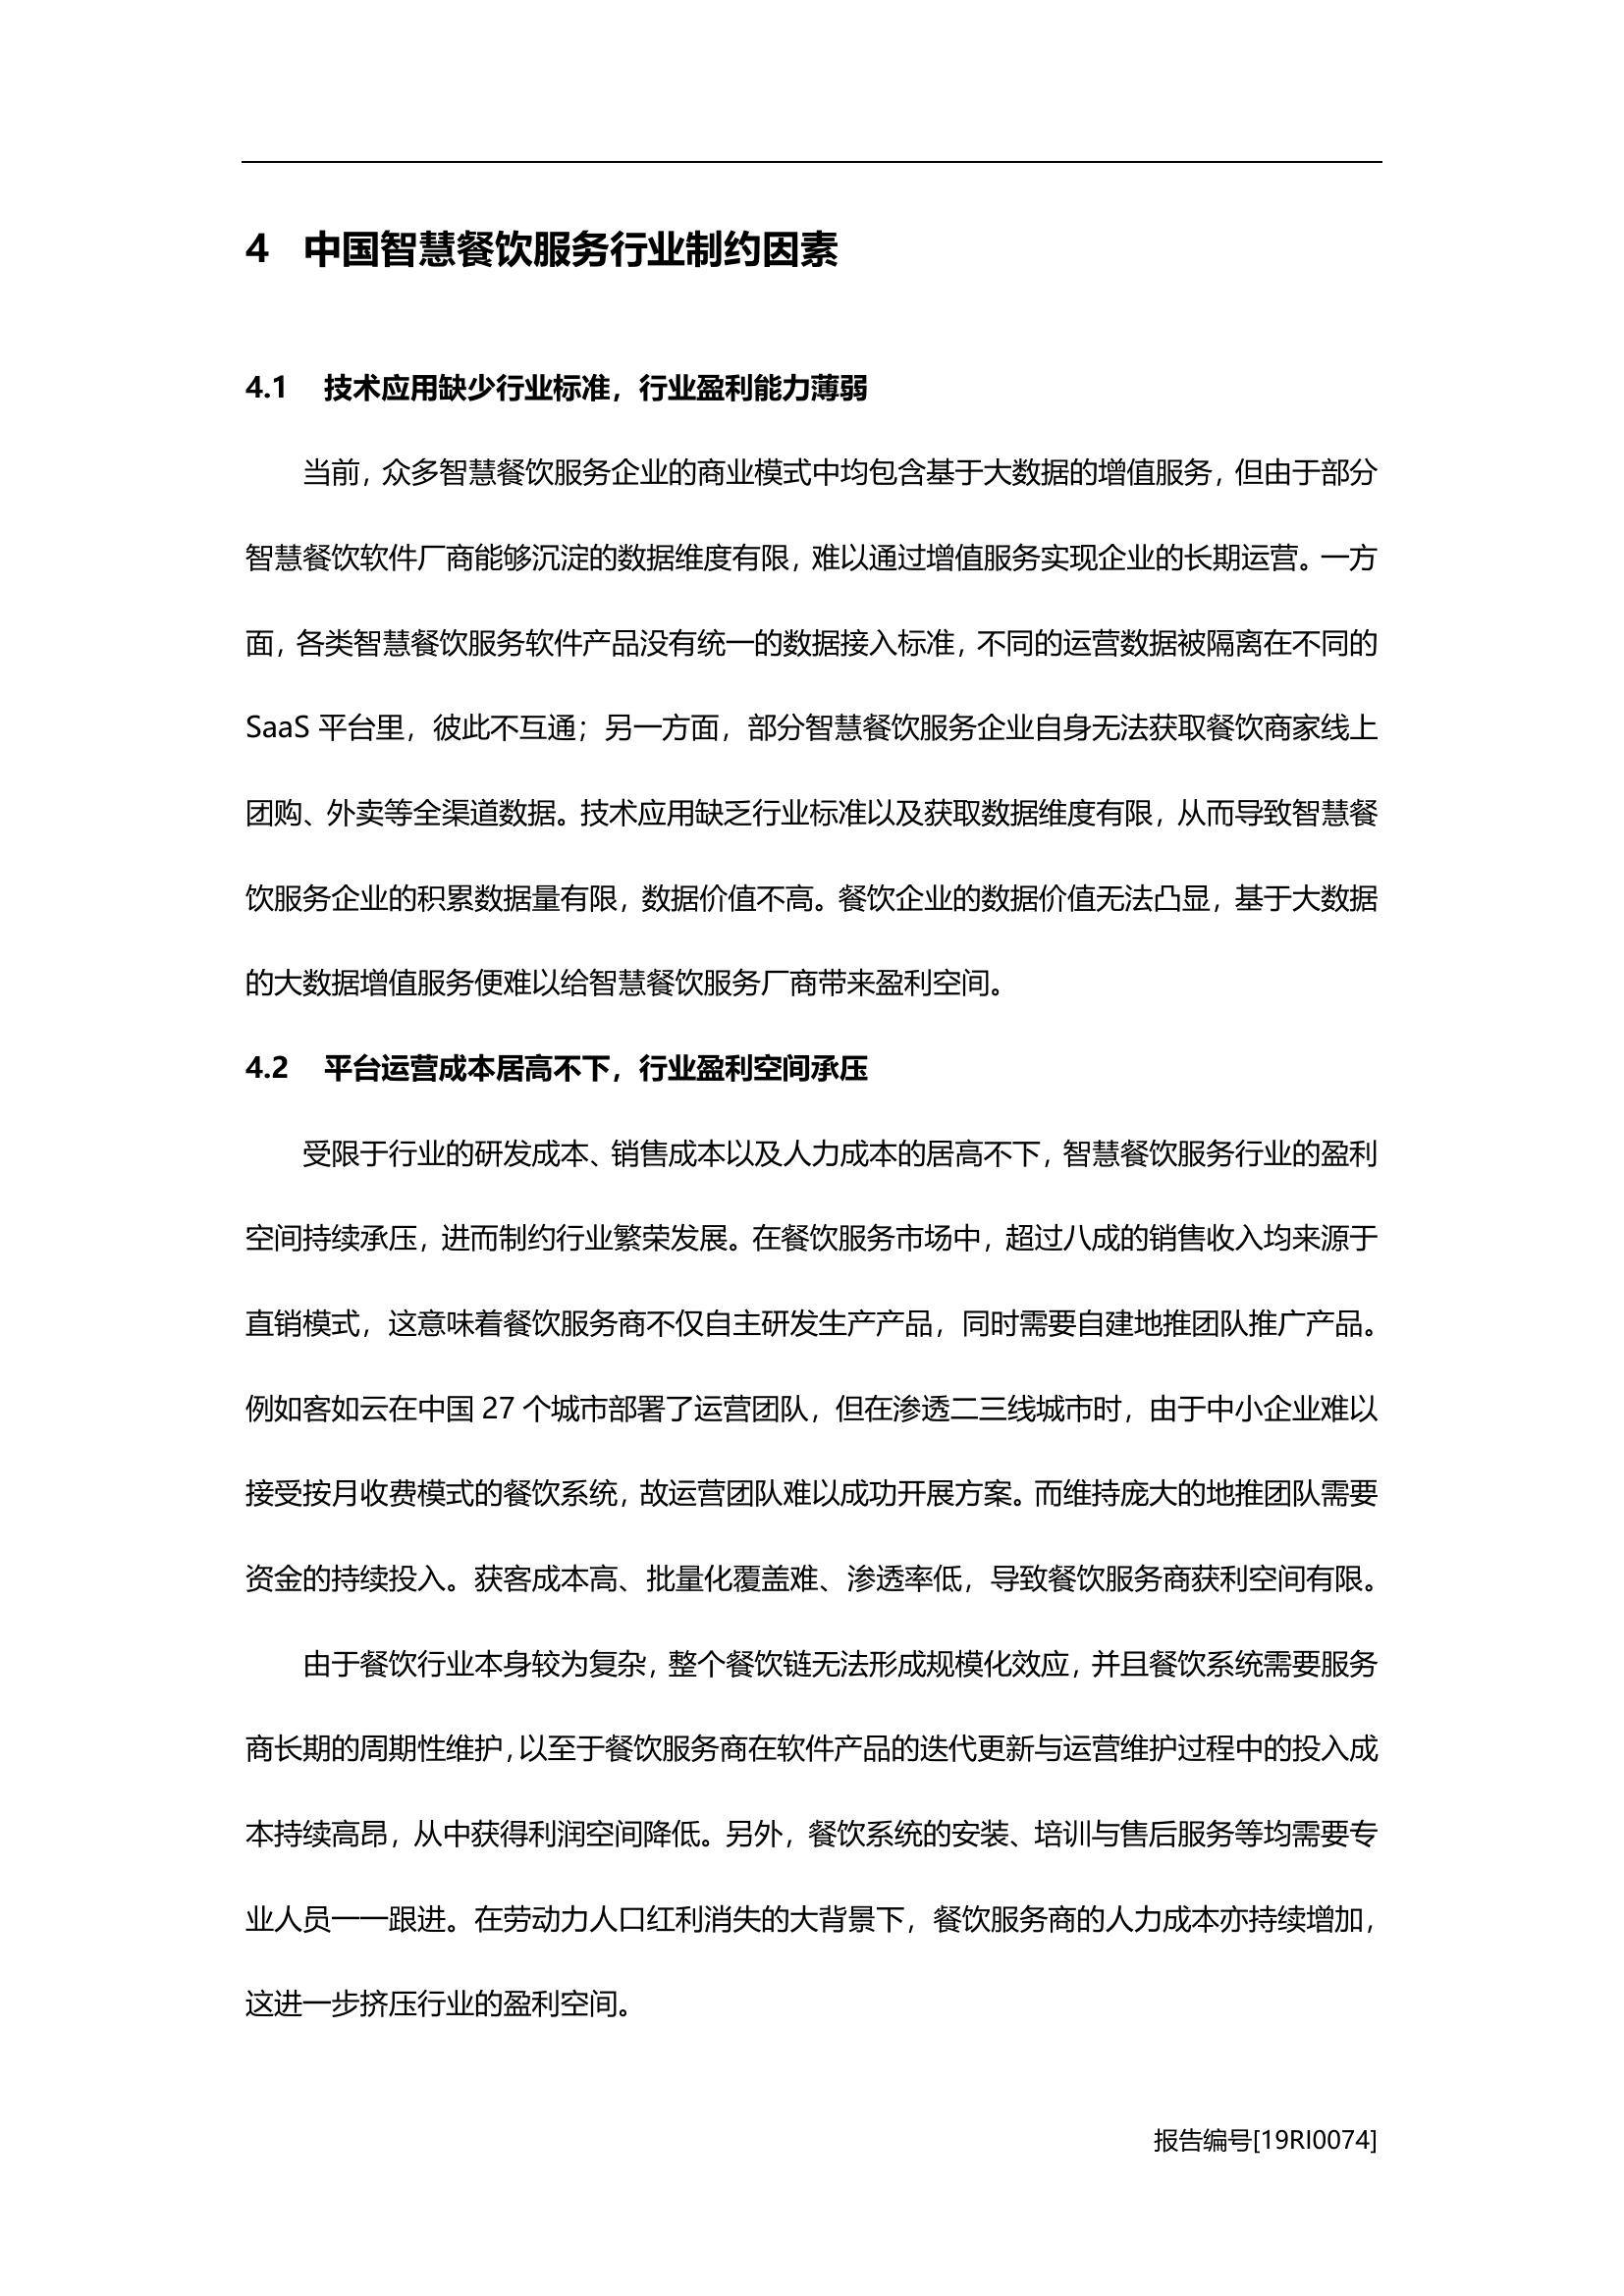 4 中国智慧餐饮服务行业制约因素
4.1 技术应用缺少行业标准，行业盈利能力薄弱
当前，众多智慧餐饮服务企业的商业模式中均包含基于大数据的增值服务，但由于部分
智慧餐饮软件厂商能够沉淀的数据维度有限，难以通过增值服务实现企业的长期运营。一方
面，各类智慧餐饮服务软件产品没有统一的数据接入标准，不同的运营数据被隔离在不同的
SaaS 平台里，彼此不互通；另一方面，部分智慧餐饮服务企业自身无法获取餐饮商家线上
团购、外卖等全渠道数据。技术应用缺乏行业标准以及获取数据维度有限，从而导致智慧餐
饮服务企业的积累数据量有限，数据价值不高。餐饮企业的数据价值无法凸显，基于大数据
的大数据增值服务便难以给智慧餐饮服务厂商带来盈利空间。
4.2 平台运营成本居高不下，行业盈利空间承压
受限于行业的研发成本、销售成本以及人力成本的居高不下，智慧餐饮服务行业的盈利
空间持续承压，进而制约行业繁荣发展。在餐饮服务市场中，超过八成的销售收入均来源于
直销模式，这意味着餐饮服务商不仅自主研发生产产品，同时需要自建地推团队推广产品。
例如客如云在中国 27 个城市部署了运营团队，但在渗透二三线城市时，由于中小企业难以
接受按月收费模式的餐饮系统，故运营团队难以成功开展方案。而维持庞大的地推团队需要
资金的持续投入。获客成本高、批量化覆盖难、渗透率低，导致餐饮服务商获利空间有限。
由于餐饮行业本身较为复杂，整个餐饮链无法形成规模化效应，并且餐饮系统需要服务
商长期的周期性维护，以至于餐饮服务商在软件产品的迭代更新与运营维护过程中的投入成
本持续高昂，从中获得利润空间降低。另外，餐饮系统的安装、培训与售后服务等均需要专
业人员一一跟进。在劳动力人口红利消失的大背景下，餐饮服务商的人力成本亦持续增加，
这进一步挤压行业的盈利空间。
报告编号[19RI0074]